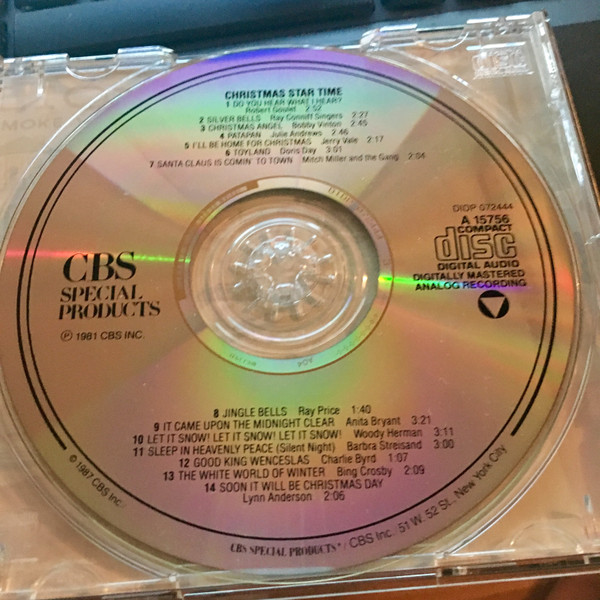 CHRISTMAS STAR TIME
1 DO YOU HEAR WHAT I HEAR?
Robert Goulet 2:52
2 SILVER BELLS Ray Conniff Singers 2:27
3 CHRISTMAS ANGEL Bobby Vinton 2:45
4 PATAPAN Julie Andrews 2:46
5 I'LL BE HOME FOR CHRISTMAS Jerry Vale 2:17
6 TOYLAND Doris Day 3:01
7 SANTA CLAUS IS COMIN' TO TOWN Mitch Miller and the Gang 2:04
CBS
SPECIAL
PRODUCTS
℗ 1981 CBS INC.
DIDP 072444
A 15756
COMPACT
disc
DIGITAL AUDIO
DIGITALLY MASTERED
ANALOG RECORDING
8 JINGLE BELLS Ray Price 1:40
9 IT CAME UPON THE MIDNIGHT CLEAR Anita Bryant 3:21
10 LET IT SNOW! LET IT SNOW! LET IT SNOW! Woody Herman 3:11
11 SLEEP IN HEAVENLY PEACE (Silent Night) Barbra Streisand 3:00
12 GOOD KING WENCESLAS Charlie Byrd 1:07
13 THE WHITE WORLD OF WINTER Bing Crosby 2:09
14 SOON IT WILL BE CHRISTMAS DAY
Lynn Anderson 2:06
© 1987 CBS Inc.
CBS SPECIAL PRODUCTS" / CBS Inc. 51 W. 52 St., New York City